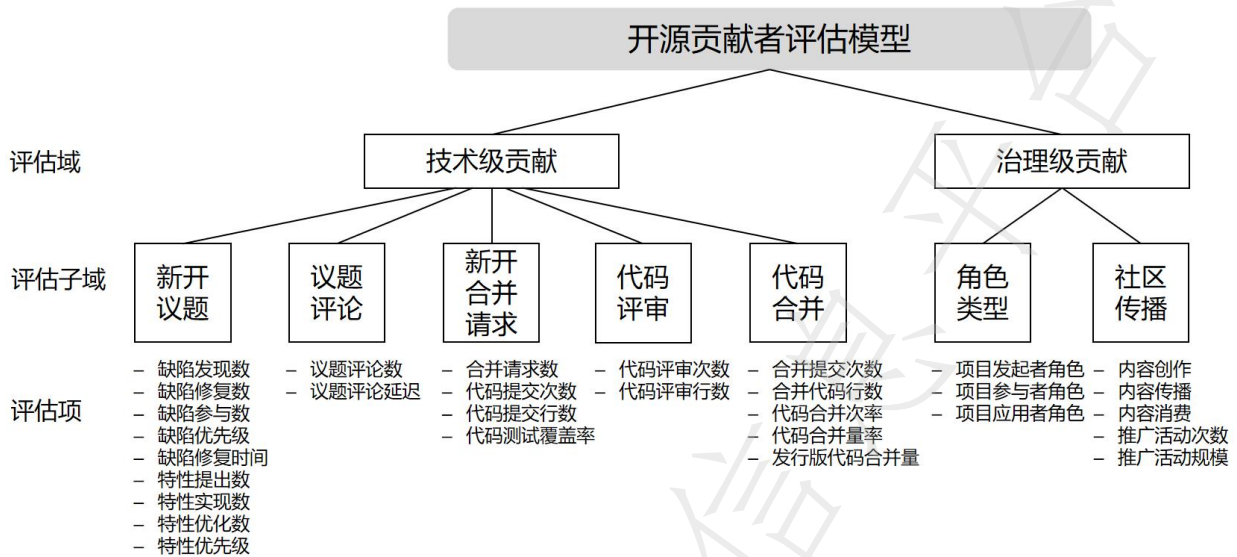 开源贡献者评估模型
评估域
技术级贡献
治理级贡献
评估子域
新开
议题
议题
评论
新开
合并
请求
代码
评审
代码
合并
角色
类型
社区
传播
评估项
– 缺陷发现数
– 缺陷修复数
– 缺陷参与数
– 缺陷优先级
– 缺陷修复时间
– 特性提出数
– 特性实现数
– 特性优化数
– 特性优先级
– 议题评论数
– 议题评论延迟
– 合并请求数
– 代码提交次数
– 代码提交行数
– 代码测试覆盖率
– 代码评审次数
– 代码评审行数
– 合并提交次数
– 合并代码行数
– 代码合并次率
– 代码合并量率
– 发行版代码合并量
– 项目发起者角色
– 项目参与者角色
– 项目应用者角色
– 内容创作
– 内容传播
– 内容消费
– 推广活动次数
– 推广活动规模
信息平台